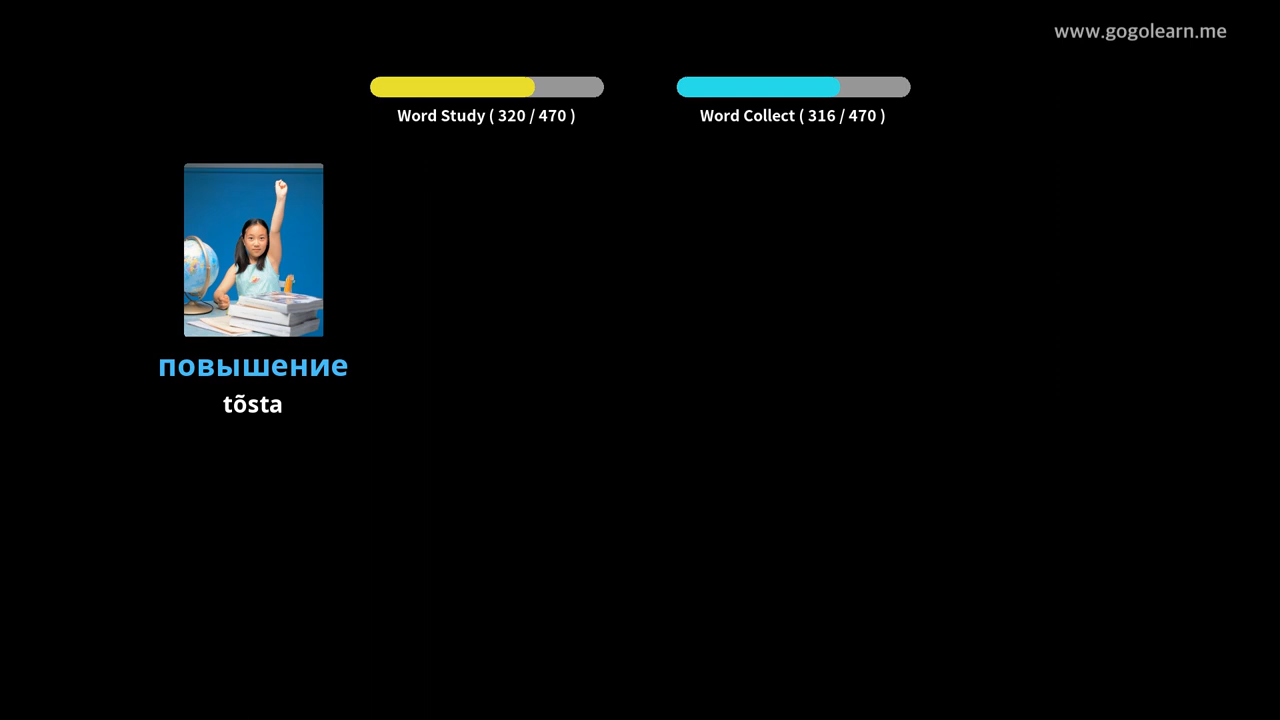 www.gogolearn.me
Word Study ( 320 / 470 )
Word Collect ( 316 / 470 )
повышение
tõsta